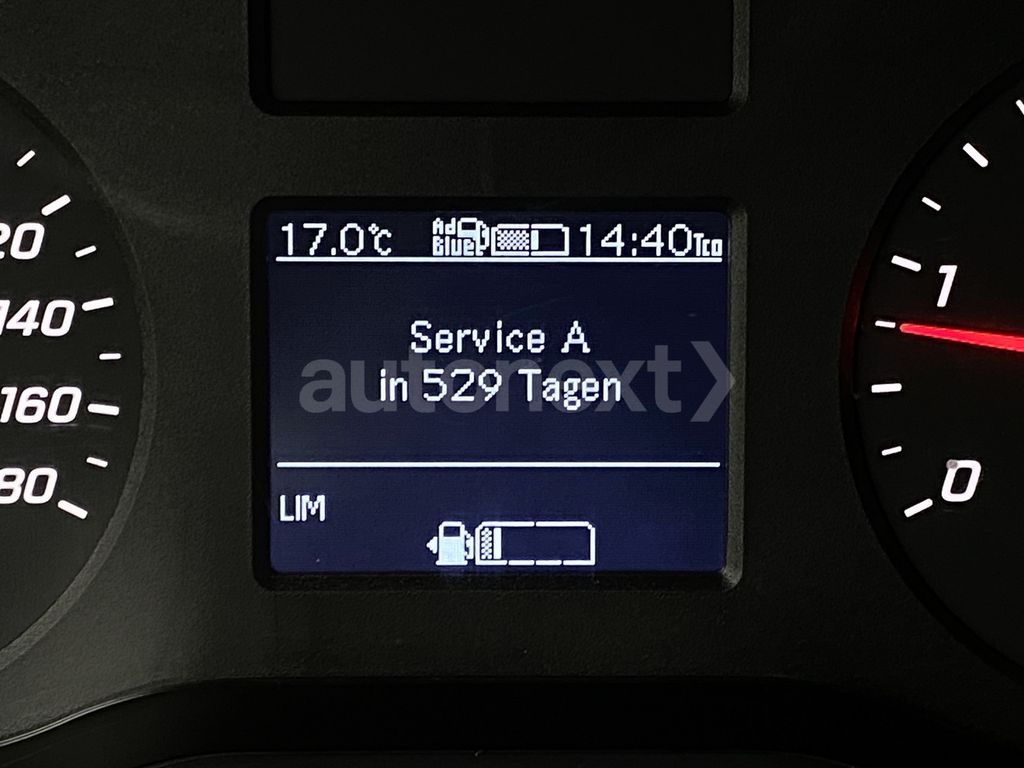 17.0°C Ad Blue 14:40 Tco
Service A
in 529 Tagen
autonext
LIM
20
140
160
80
1
0